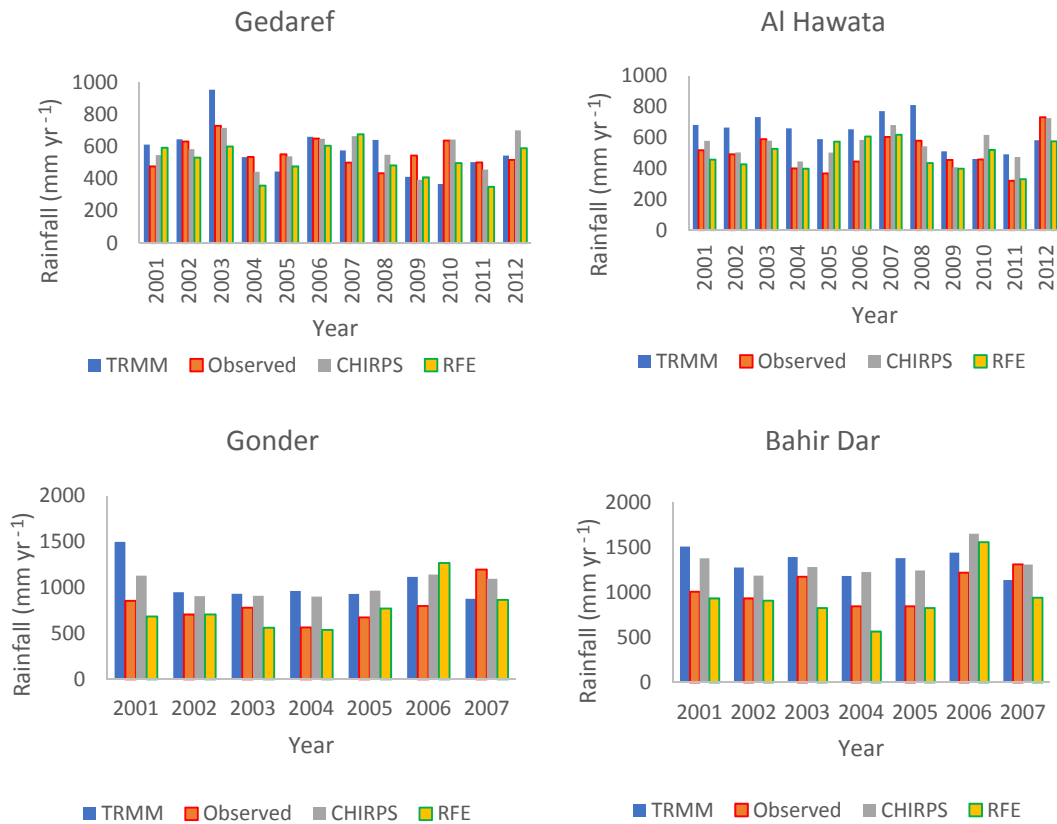 Gedaref
Rainfall (mm yr⁻¹)
1000
800
600
400
200
0
2001 2002 2003 2004 2005 2006 2007 2008 2009 2010 2011 2012
Year
TRMM Observed CHIRPS RFE
Al Hawata
Rainfall (mm yr⁻¹)
1000
800
600
400
200
0
2001 2002 2003 2004 2005 2006 2007 2008 2009 2010 2011 2012
Year
TRMM Observed CHIRPS RFE
Gonder
Rainfall (mm yr⁻¹)
2000
1500
1000
500
0
2001 2002 2003 2004 2005 2006 2007
Year
TRMM Observed CHIRPS RFE
Bahir Dar
Rainfall (mm yr⁻¹)
2000
1500
1000
500
0
2001 2002 2003 2004 2005 2006 2007
Year
TRMM Observed CHIRPS RFE